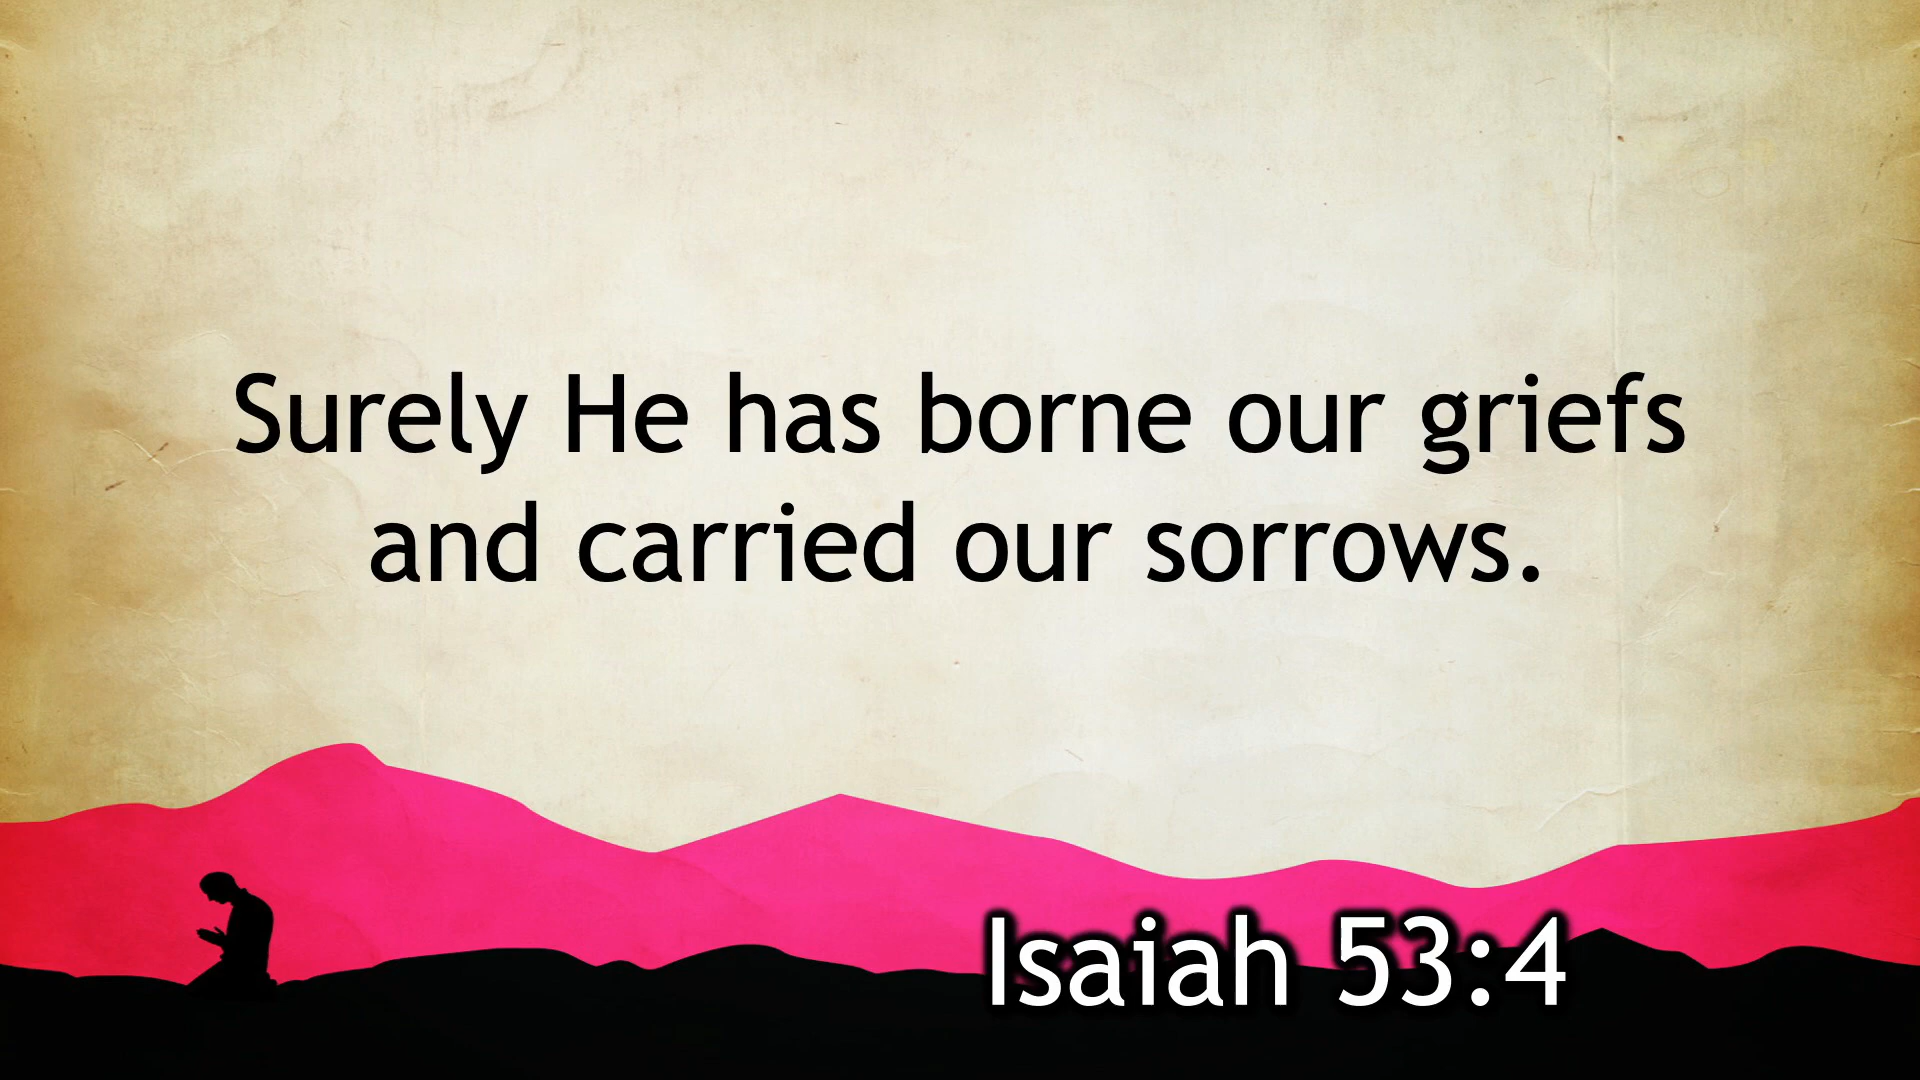 Surely He has borne our griefs
and carried our sorrows.
Isaiah 53:4